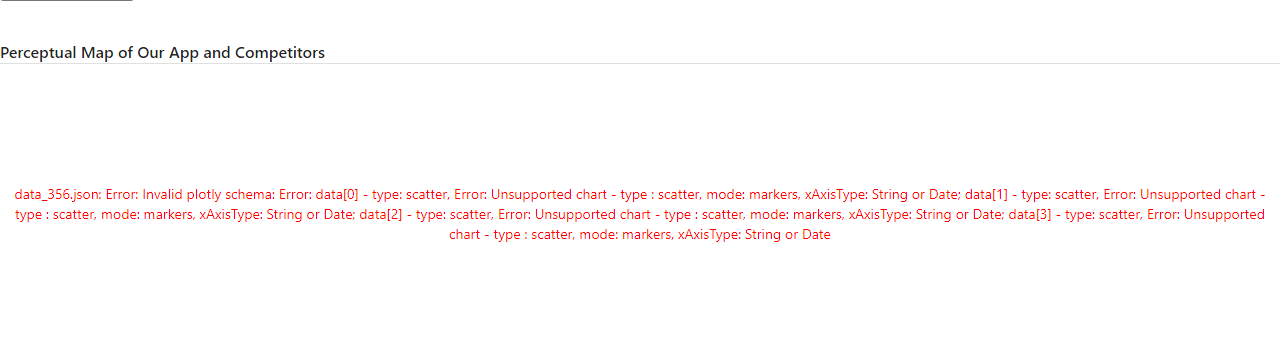 Perceptual Map of Our App and Competitors
data_356.json: Error: Invalid plotly schema: Error: data[0] - type: scatter, Error: Unsupported chart - type : scatter, mode: markers, xAxisType: String or Date; data[1] - type: scatter, Error: Unsupported chart -
type : scatter, mode: markers, xAxisType: String or Date; data[2] - type: scatter, Error: Unsupported chart - type : scatter, mode: markers, xAxisType: String or Date; data[3] - type: scatter, Error: Unsupported
chart - type : scatter, mode: markers, xAxisType: String or Date